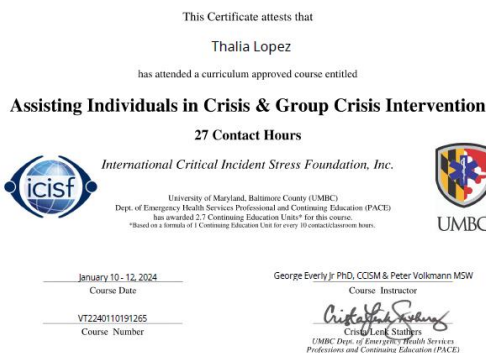 This Certificate attests that
Thalia Lopez
has attended a curriculum approved course entitled
Assisting Individuals in Crisis & Group Crisis Intervention
27 Contact Hours
International Critical Incident Stress Foundation, Inc.
icisf
University of Maryland, Baltimore County (UMBC)
Dept. of Emergency Health Services Professional and Continuing Education (PACE)
has awarded 2.7 Continuing Education Units* for this course.
*Based on a formula of 1 Continuing Education Unit for every 10 contact/classroom hours.
UMBC
January 10 - 12, 2024
Course Date
George Everly Jr PhD, CCISM & Peter Volkmann MSW
Course Instructor
VT2240110191265
Course Number
Crista Lenk Stathers
Crista Lenk Stathers
UMBC Dept. of Emergency Health Services
Professions and Continuing Education (PACE)